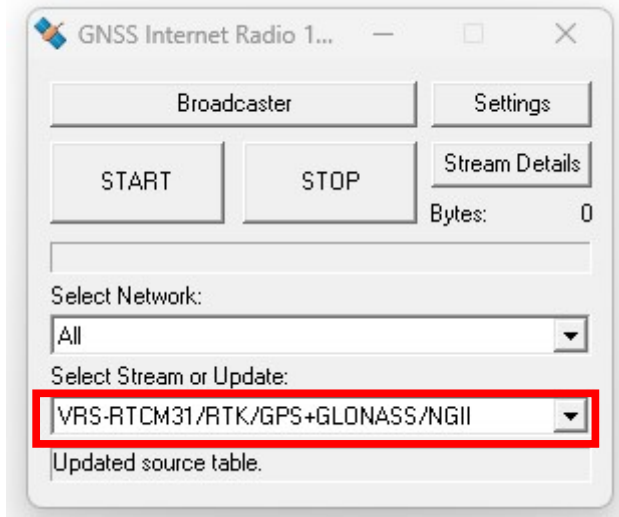 GNSS Internet Radio 1...
Broadcaster
Settings
START
STOP
Stream Details
Bytes: 0
Select Network:
All
Select Stream or Update:
VRS-RTCM31/RTK/GPS+GLONASS/NGII
Updated source table.